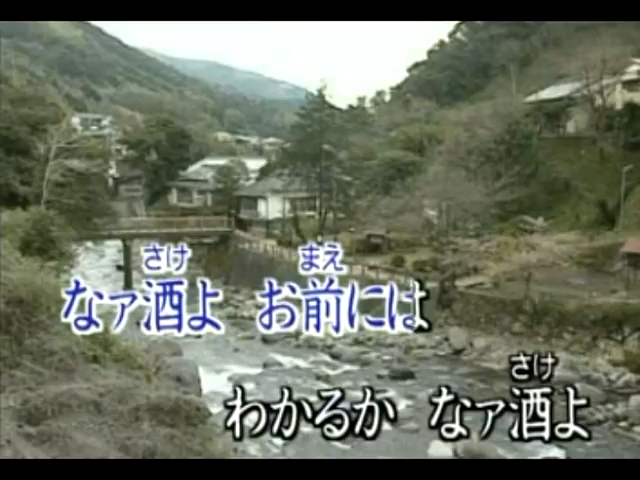 さけ まえ
なァ酒よ お前には
さけ
わかるか なァ酒よ